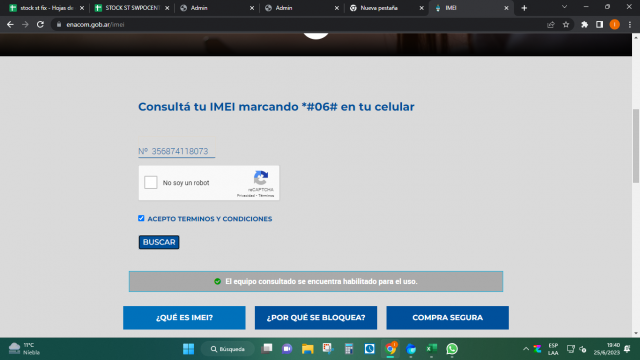 stock st fix - Hojas de
STOCK ST SWPOCENT
Admin
Admin
Nueva pestaña
IMEI
enacom.gob.ar/imei
Consultá tu IMEI marcando *#06# en tu celular
Nº 356874118073
No soy un robot
reCAPTCHA
Privacidad - Términos
ACEPTO TERMINOS Y CONDICIONES
BUSCAR
El equipo consultado se encuentra habilitado para el uso.
¿QUÉ ES IMEI?
¿POR QUÉ SE BLOQUEA?
COMPRA SEGURA
11°C
Niebla
Búsqueda
ESP
LAA
19:40
25/6/2023